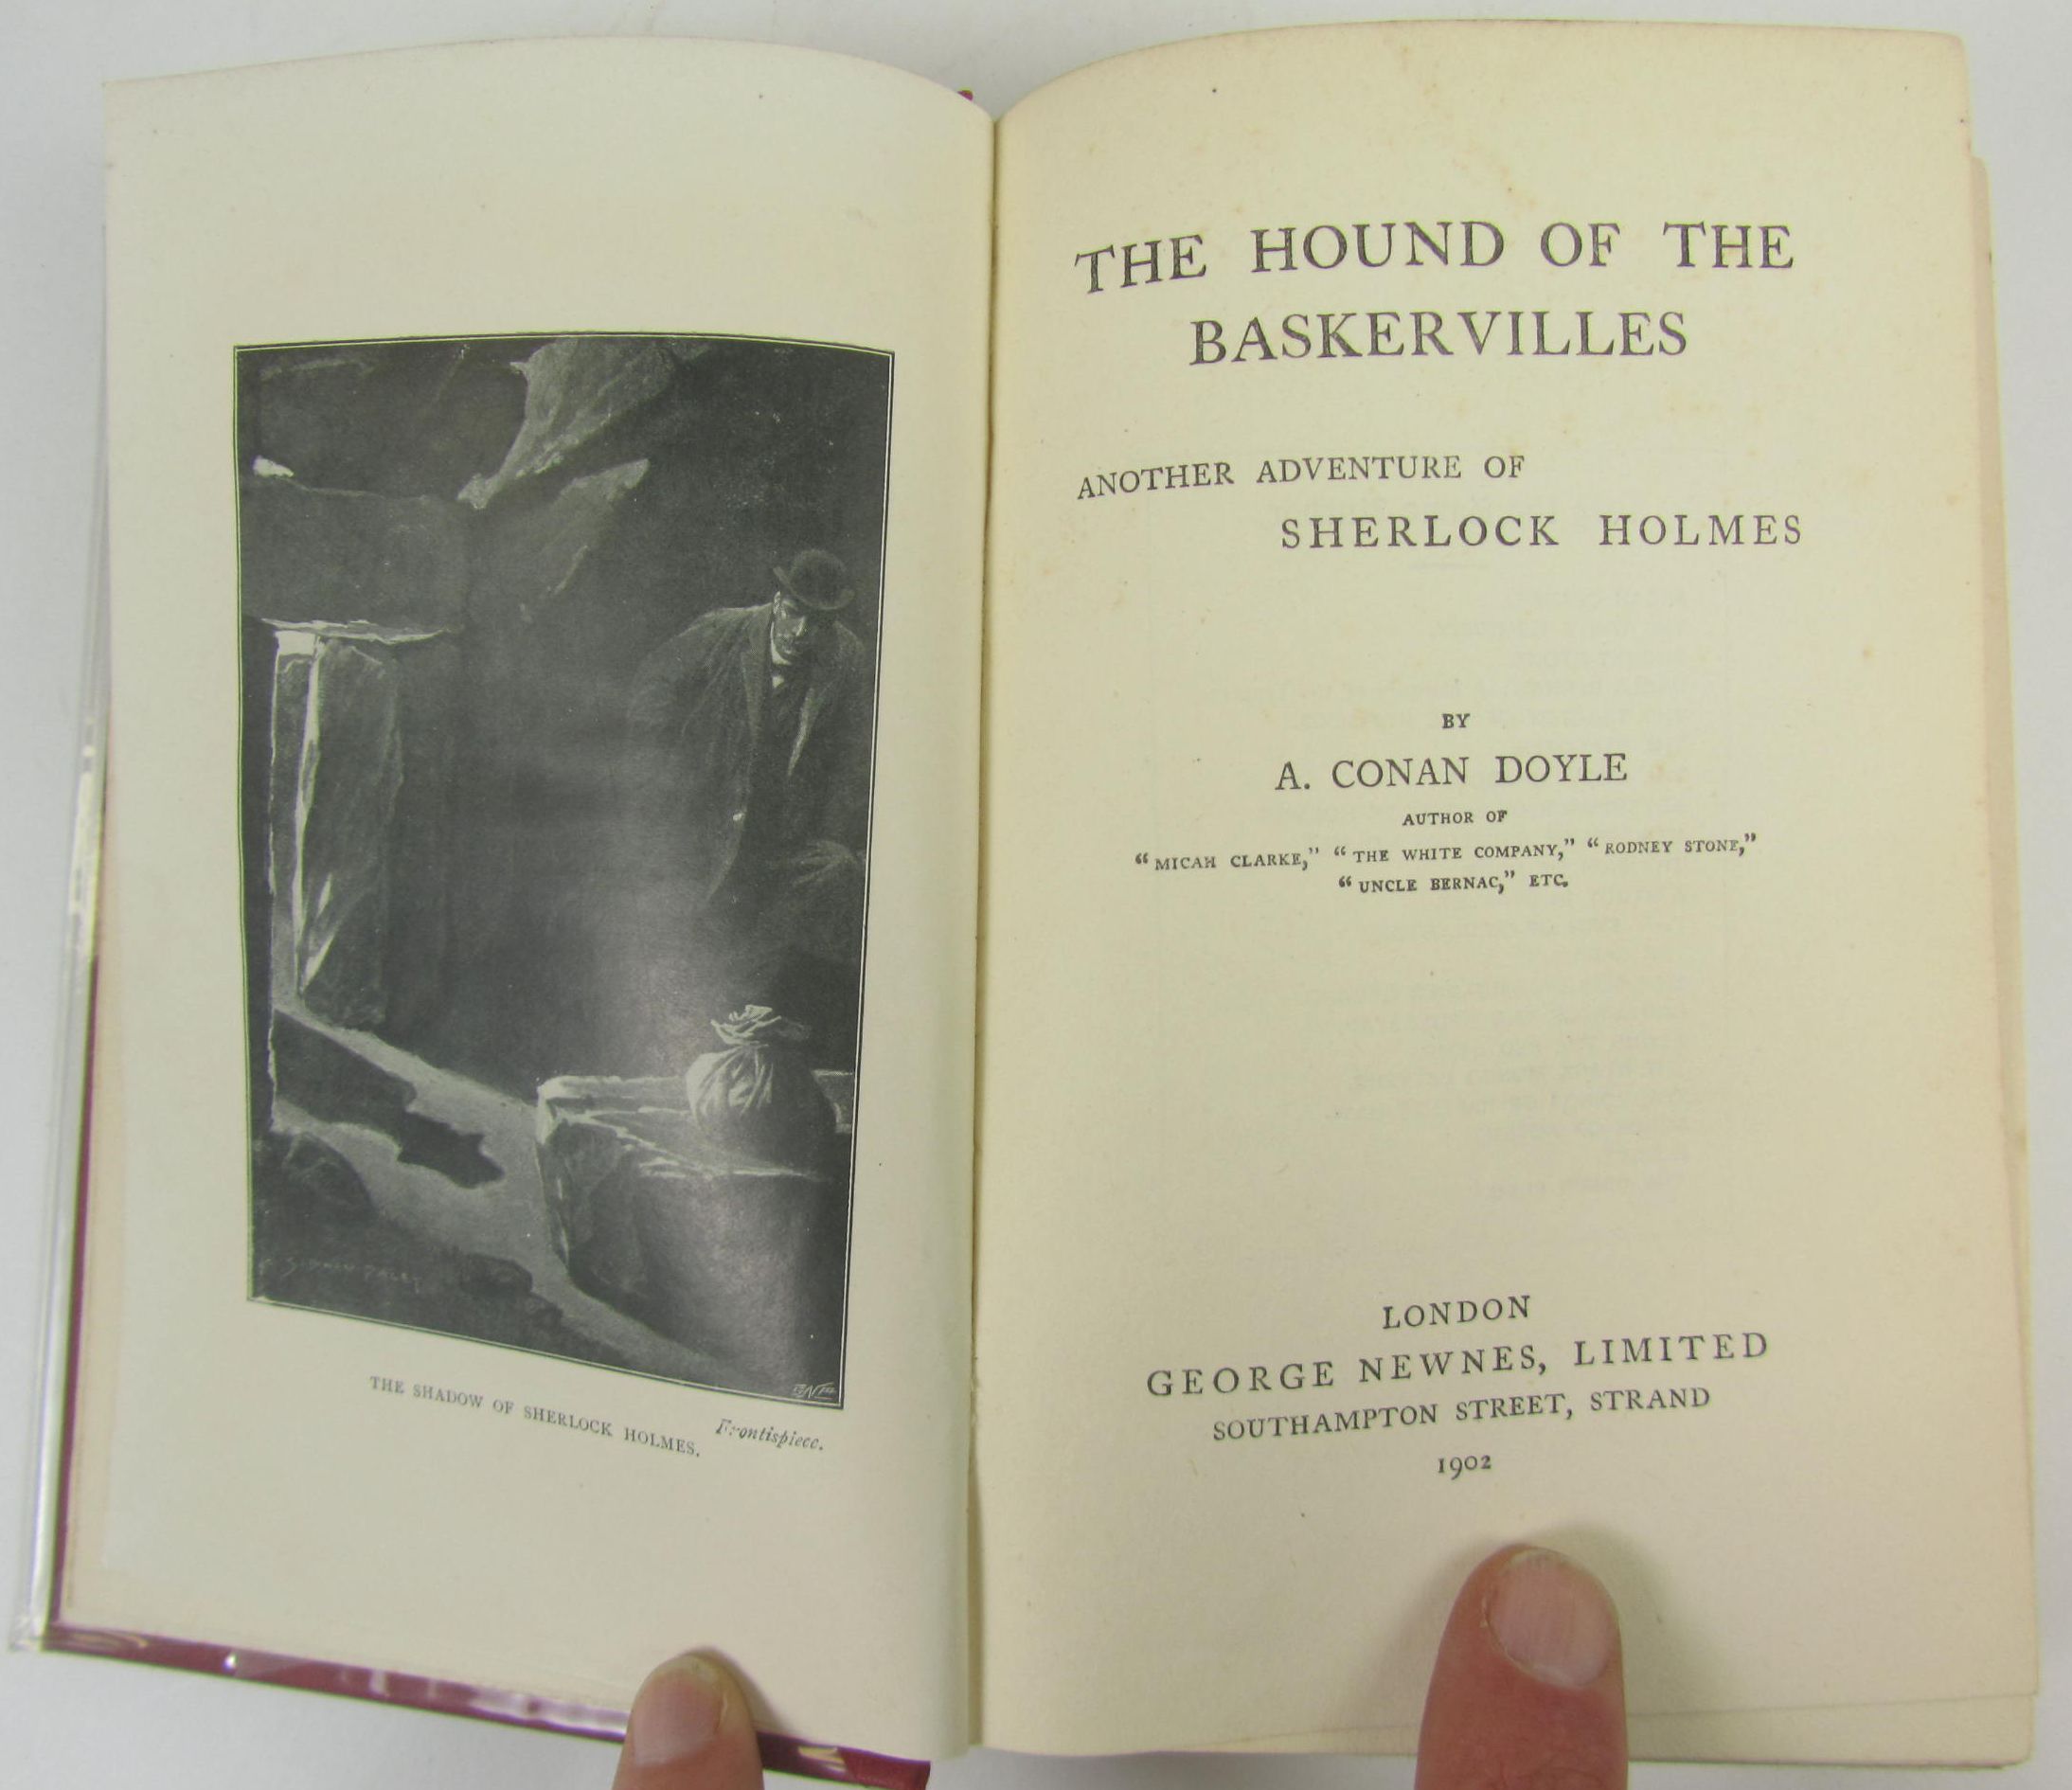 THE SHADOW OF SHERLOCK HOLMES.
Frontispiece.
THE HOUND OF THE
BASKERVILLES
ANOTHER ADVENTURE OF
SHERLOCK HOLMES
BY
A. CONAN DOYLE
AUTHOR OF
“MICAH CLARKE,” “THE WHITE COMPANY,” “RODNEY STONE,”
“UNCLE BERNAC,” ETC.
LONDON
GEORGE NEWNES, LIMITED
SOUTHAMPTON STREET, STRAND
1902